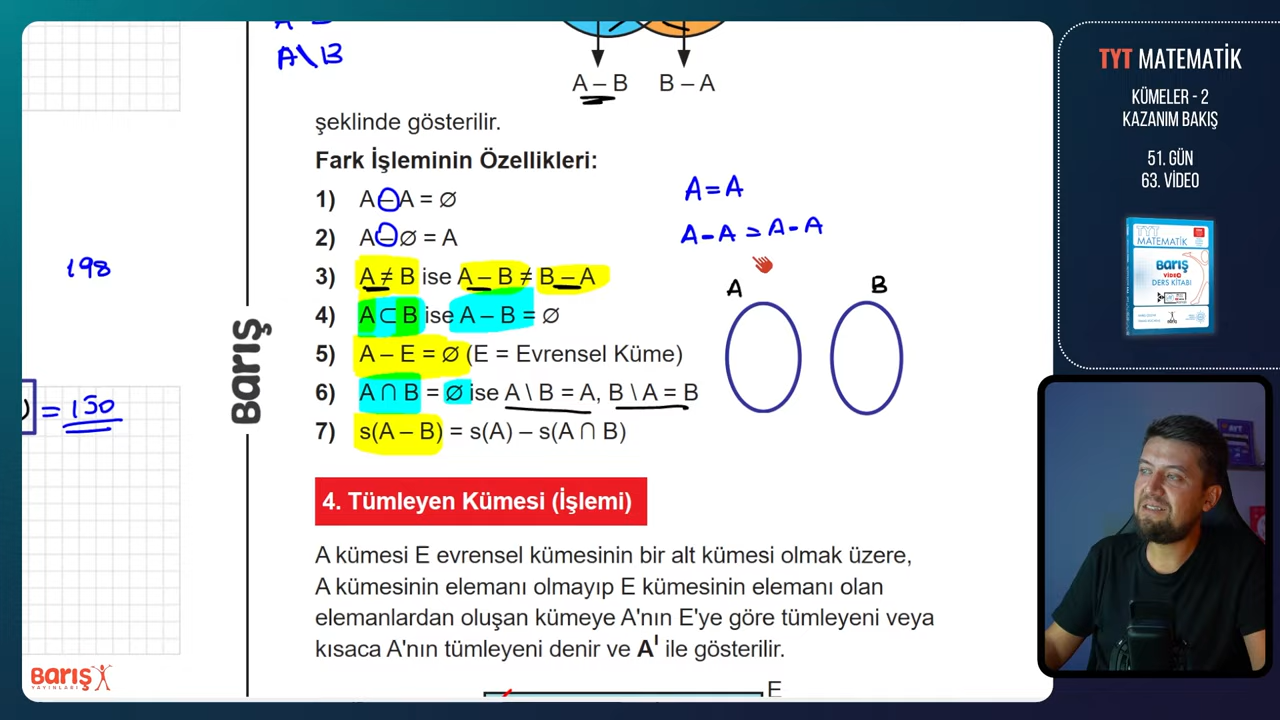 A\B
A – B B – A
şeklinde gösterilir.
Fark İşleminin Özellikleri:
1) A – A = ∅
2) A – ∅ = A
3) A ≠ B ise A – B ≠ B – A
4) A ⊂ B ise A – B = ∅
5) A – E = ∅ (E = Evrensel Küme)
6) A ∩ B = ∅ ise A \ B = A, B \ A = B
7) s(A – B) = s(A) – s(A ∩ B)
A=A
A-A=A-A
A B
198
=150
BARIŞ
4. Tümleyen Kümesi (İşlemi)
A kümesi E evrensel kümesinin bir alt kümesi olmak üzere,
A kümesinin elemanı olmayıp E kümesinin elemanı olan
elemanlardan oluşan kümeye A'nın E'ye göre tümleyeni veya
kısaca A'nın tümleyeni denir ve A' ile gösterilir.
E
BARIŞ
YAYINLARI
TYT MATEMATİK
KÜMELER - 2
KAZANIM BAKIŞ
51. GÜN
63. VİDEO
TYT
MATEMATİK
BARIŞ
VİDEO
DERS KİTABI